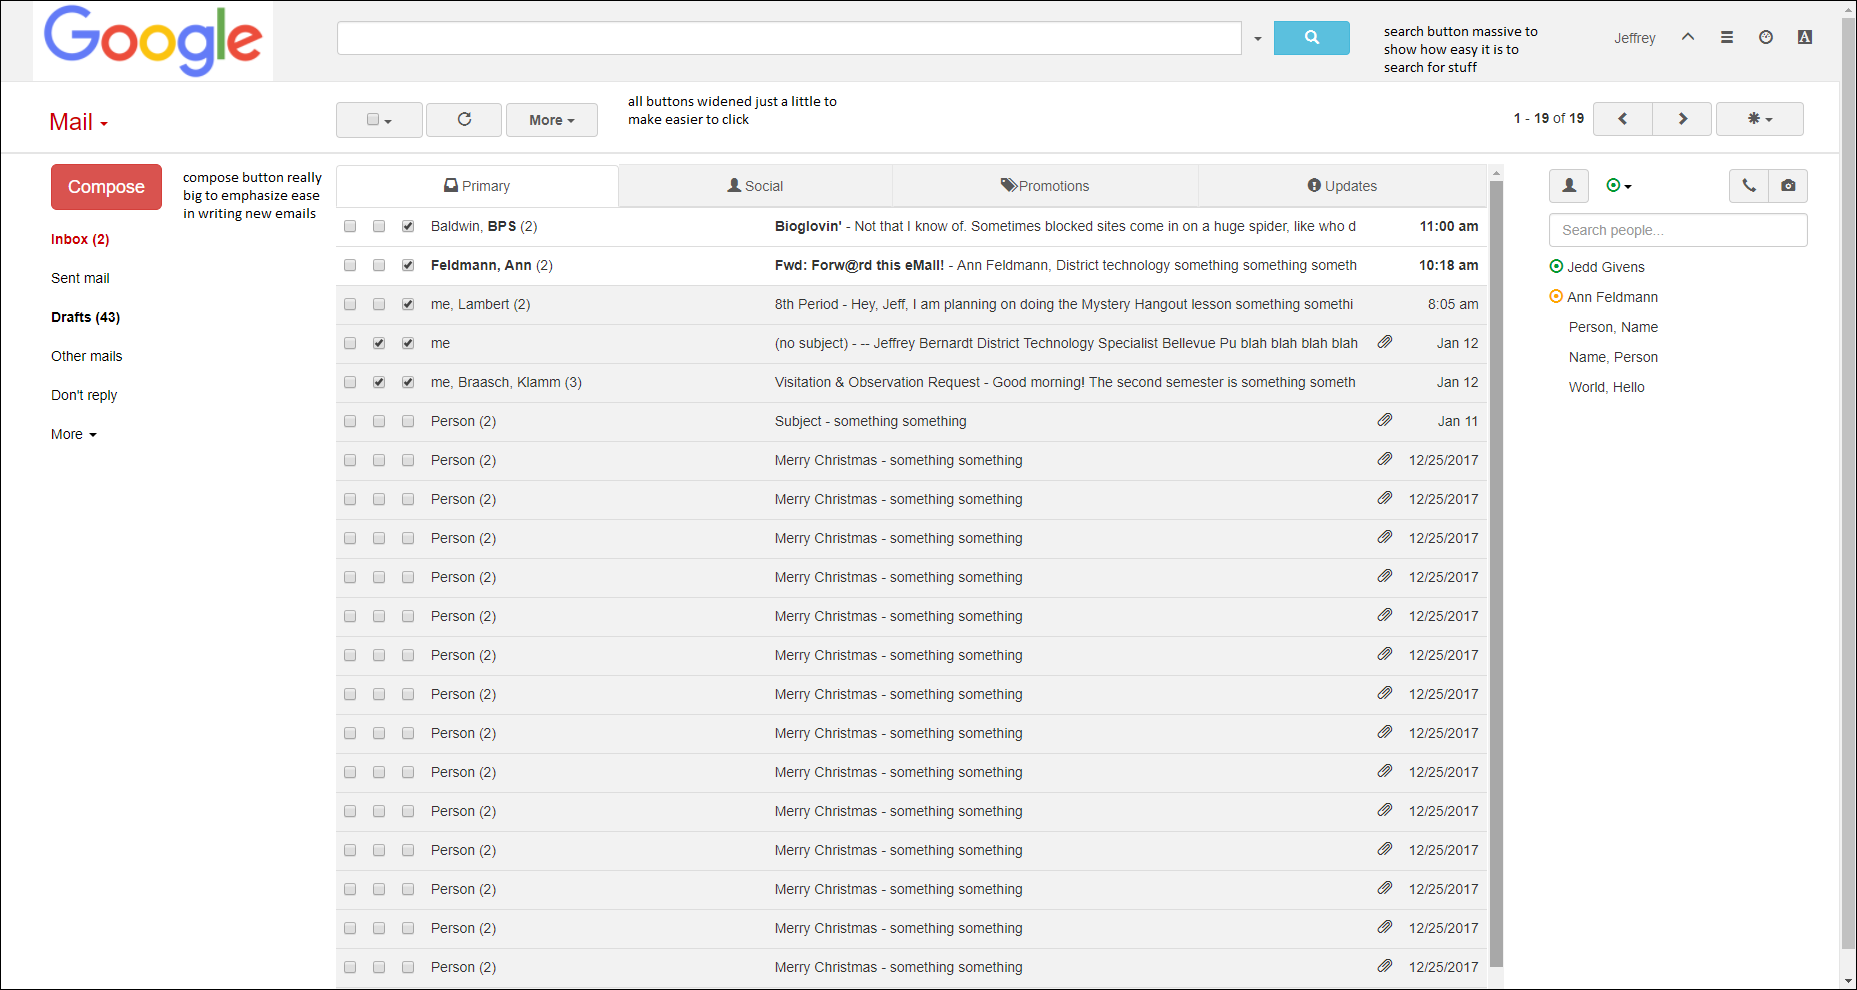 Google
search button massive to
show how easy it is to
search for stuff
Jeffrey
A
Mail
More
all buttons widened just a little to
make easier to click
1 - 19 of 19
Compose
compose button really
big to emphasize ease
in writing new emails
Inbox (2)
Sent mail
Drafts (43)
Other mails
Don't reply
More
Primary
Social
Promotions
Updates
Baldwin, BPS (2) Bioglovin' - Not that I know of. Sometimes blocked sites come in on a huge spider, like who d 11:00 am
Feldmann, Ann (2) Fwd: Forw@rd this eMall! - Ann Feldmann, District technology something something someth 10:18 am
me, Lambert (2) 8th Period - Hey, Jeff, I am planning on doing the Mystery Hangout lesson something somethi 8:05 am
me (no subject) - -- Jeffrey Bernardt District Technology Specialist Bellevue Pu blah blah blah blah Jan 12
me, Braasch, Klamm (3) Visitation & Observation Request - Good morning! The second semester is something someth Jan 12
Person (2) Subject - something something Jan 11
Person (2) Merry Christmas - something something 12/25/2017
Person (2) Merry Christmas - something something 12/25/2017
Person (2) Merry Christmas - something something 12/25/2017
Person (2) Merry Christmas - something something 12/25/2017
Person (2) Merry Christmas - something something 12/25/2017
Person (2) Merry Christmas - something something 12/25/2017
Person (2) Merry Christmas - something something 12/25/2017
Person (2) Merry Christmas - something something 12/25/2017
Person (2) Merry Christmas - something something 12/25/2017
Person (2) Merry Christmas - something something 12/25/2017
Person (2) Merry Christmas - something something 12/25/2017
Person (2) Merry Christmas - something something 12/25/2017
Person (2) Merry Christmas - something something 12/25/2017
Person (2) Merry Christmas - something something 12/25/2017
Search people...
Jedd Givens
Ann Feldmann
Person, Name
Name, Person
World, Hello